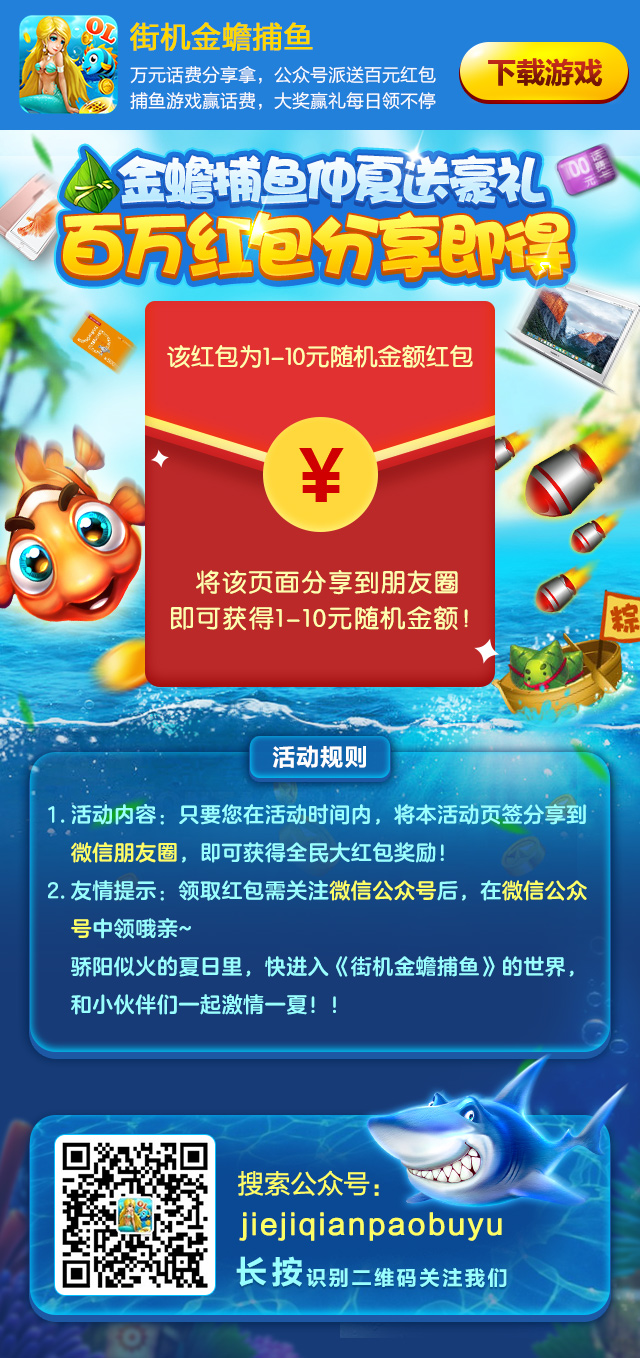 OL
街机金蟾捕鱼
万元话费分享拿，公众号派送百元红包
捕鱼游戏赢话费，大奖赢礼每日领不停
下载游戏
金蟾捕鱼仲夏送豪礼
百万红包分享即得
100
元
JD
该红包为1-10元随机金额红包
¥
将该页面分享到朋友圈
即可获得1-10元随机金额！
粽
活动规则
1. 活动内容：只要您在活动时间内，将本活动页签分享到
微信朋友圈，即可获得全民大红包奖励！
2. 友情提示：领取红包需关注微信公众号后，在微信公众
号中领哦亲~
骄阳似火的夏日里，快进入《街机金蟾捕鱼》的世界，
和小伙伴们一起激情一夏！！
搜索公众号：
jiejiqianpaobuyu
长按识别二维码关注我们